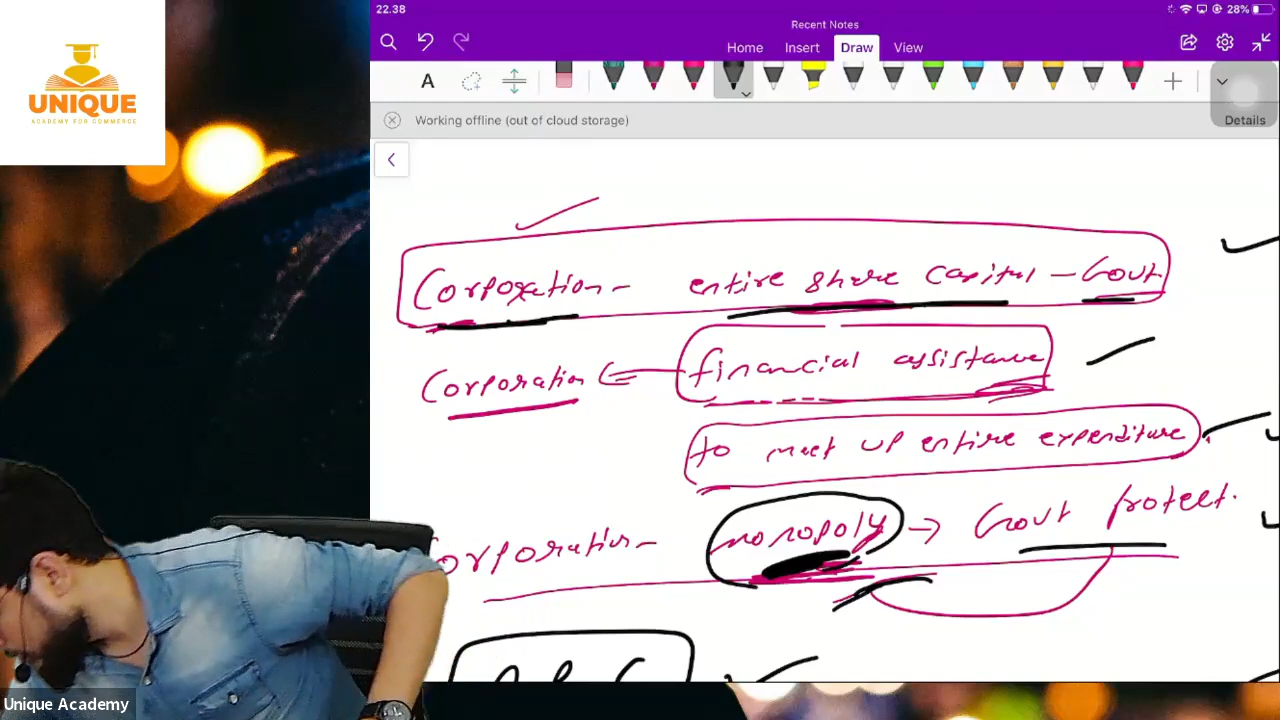 22.38
28%
Recent Notes
Home Insert Draw View
A
Working offline (out of cloud storage)
Details
UNIQUE
ACADEMY FOR COMMERCE
Corporation - entire share capital - Govt
Corporation financial assistance
to meet up entire expenditure
Corporation - monopoly → Govt protect.
Unique Academy